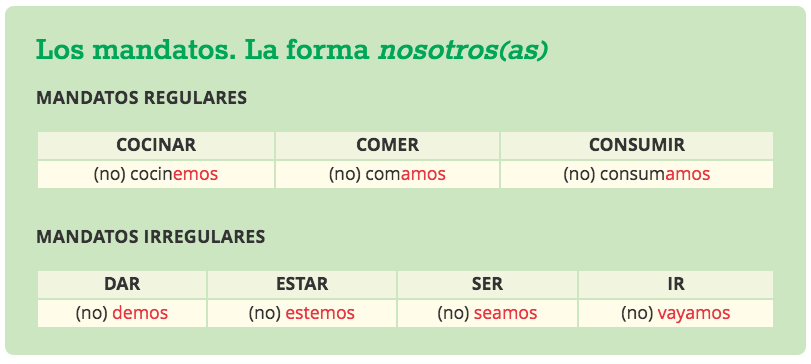 Los mandatos. La forma nosotros(as)
MANDATOS REGULARES
COCINAR COMER CONSUMIR
(no) cocinemos (no) comamos (no) consumamos
MANDATOS IRREGULARES
DAR ESTAR SER IR
(no) demos (no) estemos (no) seamos (no) vayamos